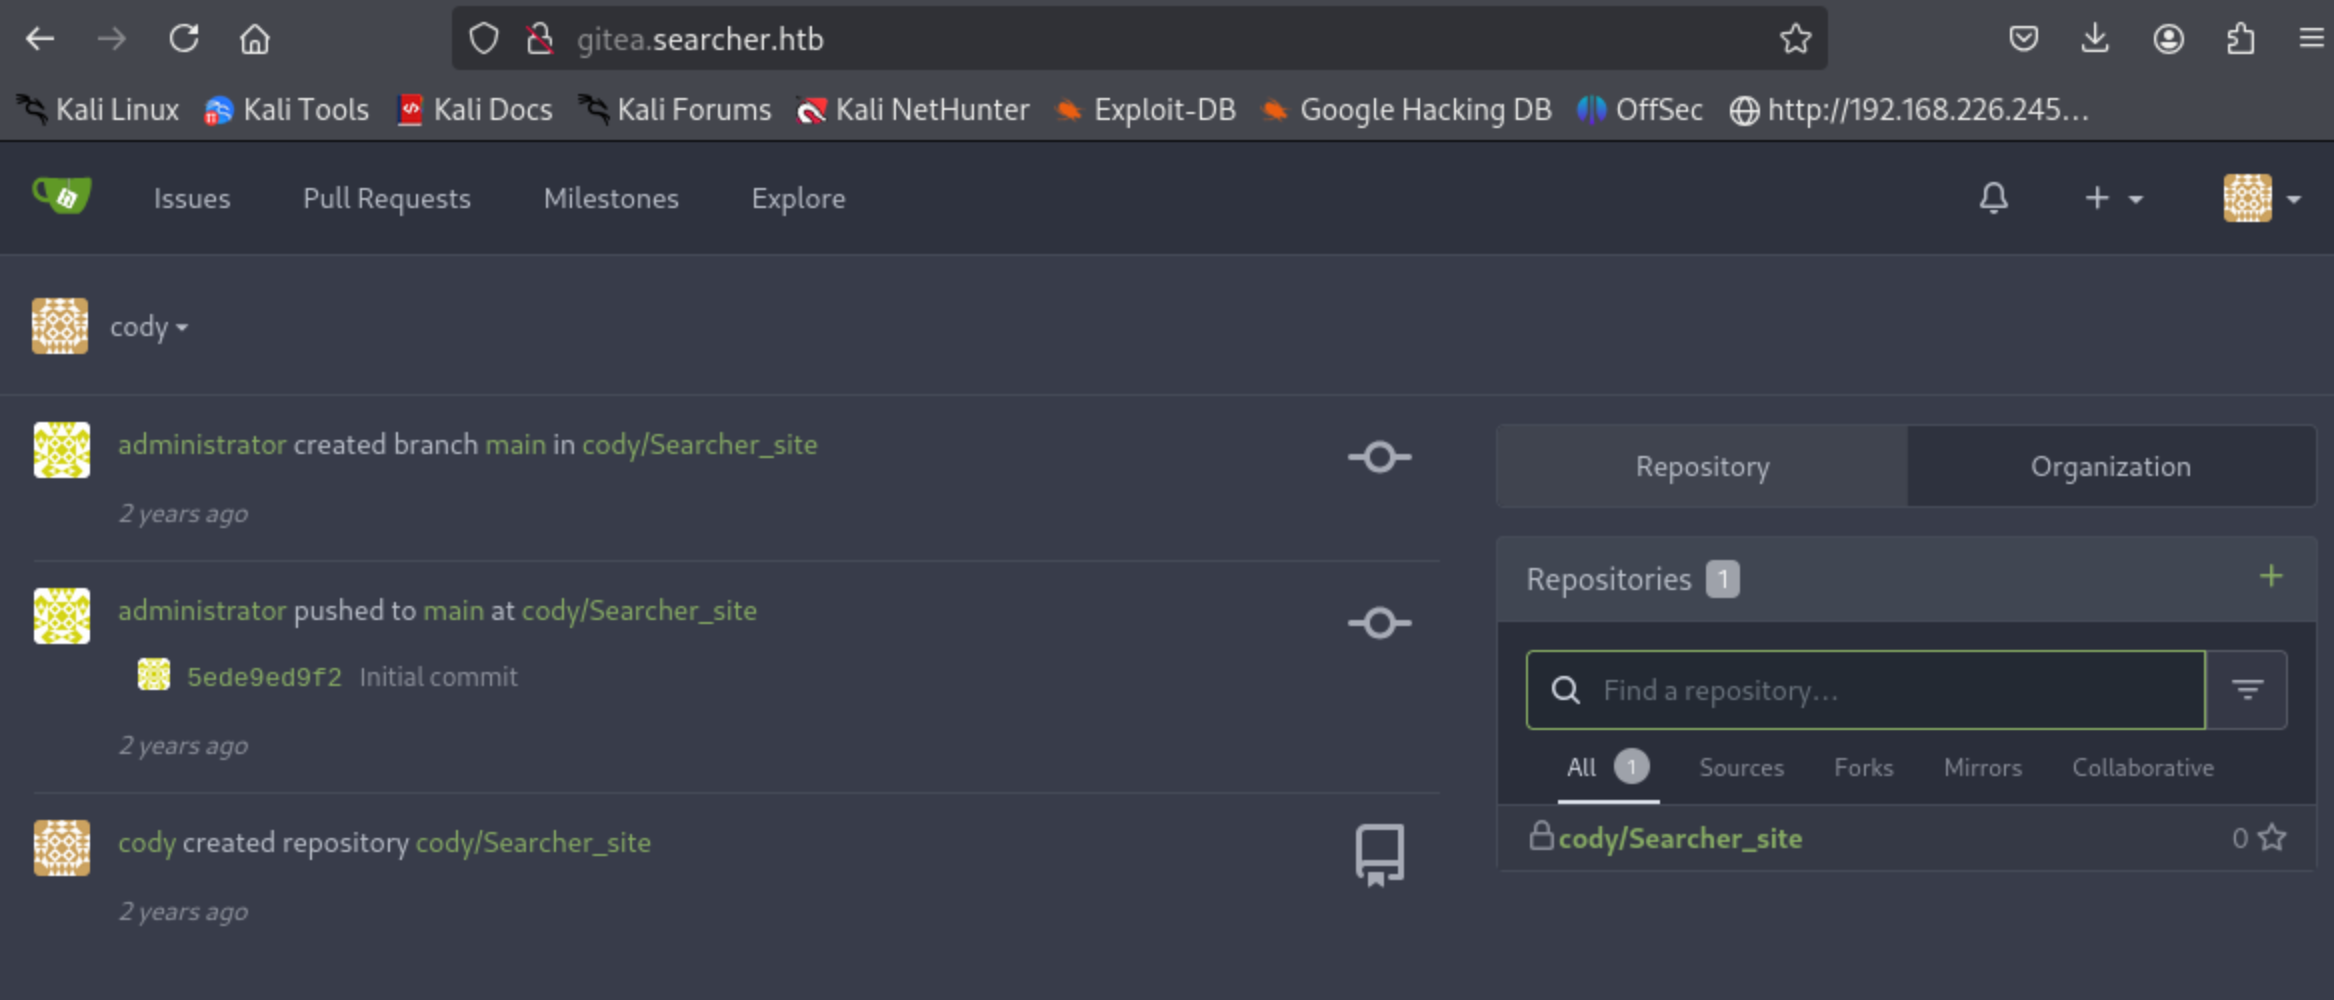 gitea.searcher.htb
Kali Linux Kali Tools Kali Docs Kali Forums Kali NetHunter Exploit-DB Google Hacking DB OffSec http://192.168.226.245...
Issues Pull Requests Milestones Explore
cody
administrator created branch main in cody/Searcher_site
2 years ago
administrator pushed to main at cody/Searcher_site
5ede9ed9f2 Initial commit
2 years ago
cody created repository cody/Searcher_site
2 years ago
Repository Organization
Repositories 1
Find a repository...
All 1 Sources Forks Mirrors Collaborative
cody/Searcher_site 0